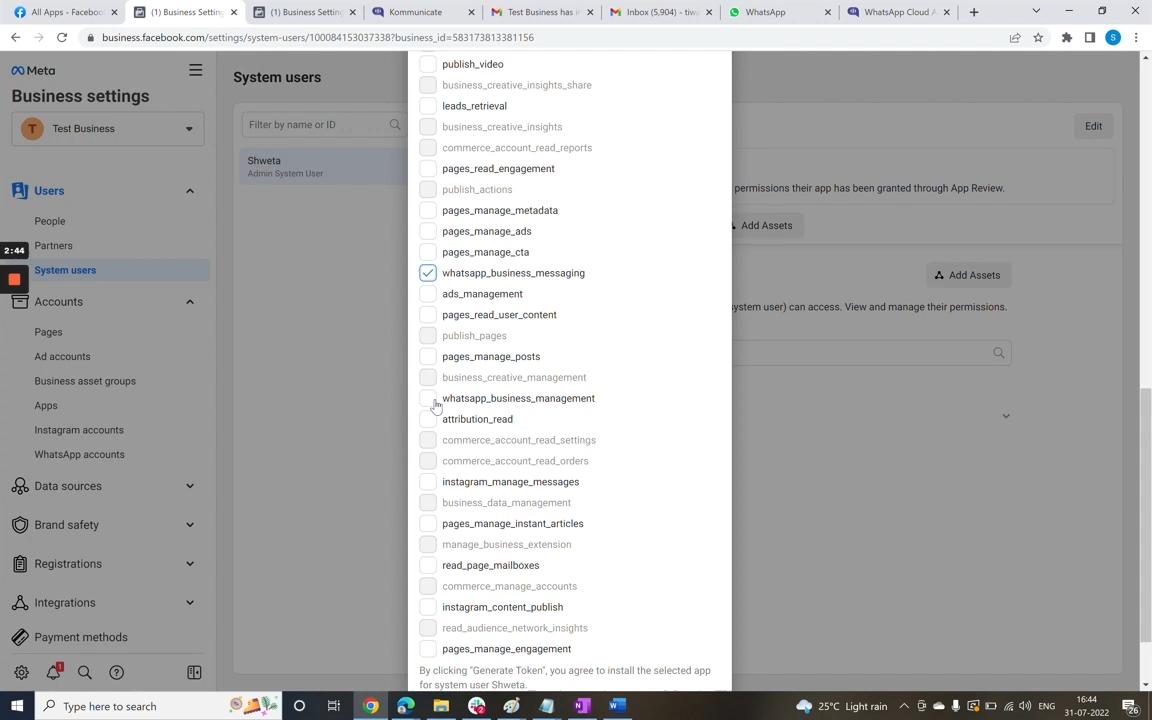 All Apps - Faceboo
(1) Business Setting
(1) Business Setting
Kommunicate
Test Business has i
Inbox (5,904) - tiwa
WhatsApp
WhatsApp Cloud A
business.facebook.com/settings/system-users/100084153037338?business_id=583173813381156
S
Meta
Business settings
T Test Business
Users
People
Partners
2:44
System users
Accounts
Pages
Ad accounts
Business asset groups
Apps
Instagram accounts
WhatsApp accounts
Data sources
Brand safety
Registrations
Integrations
Payment methods
1
System users
Filter by name or ID
Shweta
Admin System User
publish_video
business_creative_insights_share
leads_retrieval
business_creative_insights
commerce_account_read_reports
pages_read_engagement
publish_actions
pages_manage_metadata
pages_manage_ads
pages_manage_cta
whatsapp_business_messaging
ads_management
pages_read_user_content
publish_pages
pages_manage_posts
business_creative_management
whatsapp_business_management
attribution_read
commerce_account_read_settings
commerce_account_read_orders
instagram_manage_messages
business_data_management
pages_manage_instant_articles
manage_business_extension
read_page_mailboxes
commerce_manage_accounts
instagram_content_publish
read_audience_network_insights
pages_manage_engagement
By clicking "Generate Token", you agree to install the selected app
for system user Shweta.
Edit
permissions their app has been granted through App Review.
Add Assets
Add Assets
system user) can access. View and manage their permissions.
Type here to search
25°C Light rain
ENG
16:44
31-07-2022
26